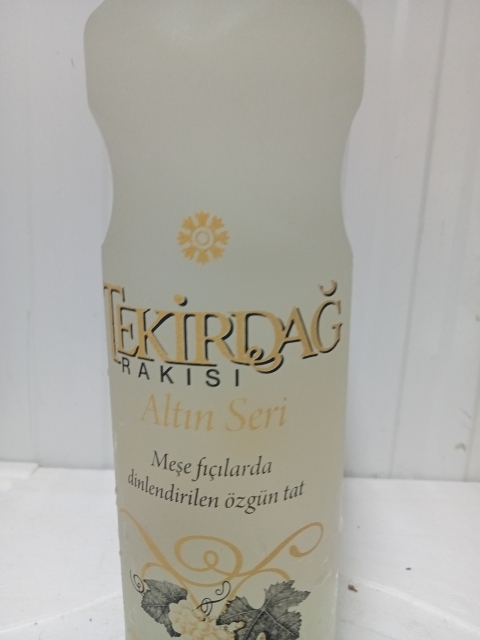 TEKİRDAĞ
RAKISI
Altın Seri
Meşe fıçılarda
dinlendirilen özgün tat